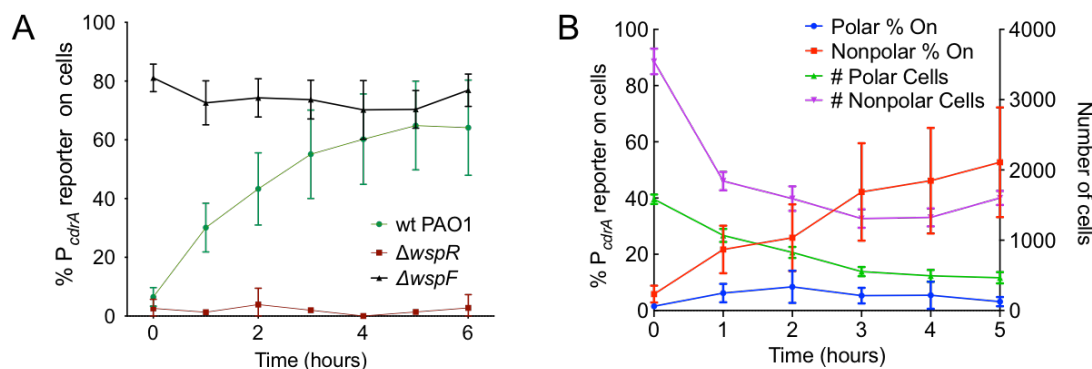 A
% P cdrA reporter on cells
100
80
60
40
20
0
0
2
4
6
Time (hours)
wt PAO1
ΔwspR
ΔwspF
B
% P cdrA reporter on cells
100
80
60
40
20
0
0
1
2
3
4
5
Time (hours)
Polar % On
Nonpolar % On
# Polar Cells
# Nonpolar Cells
4000
3000
2000
1000
0
Number of cells